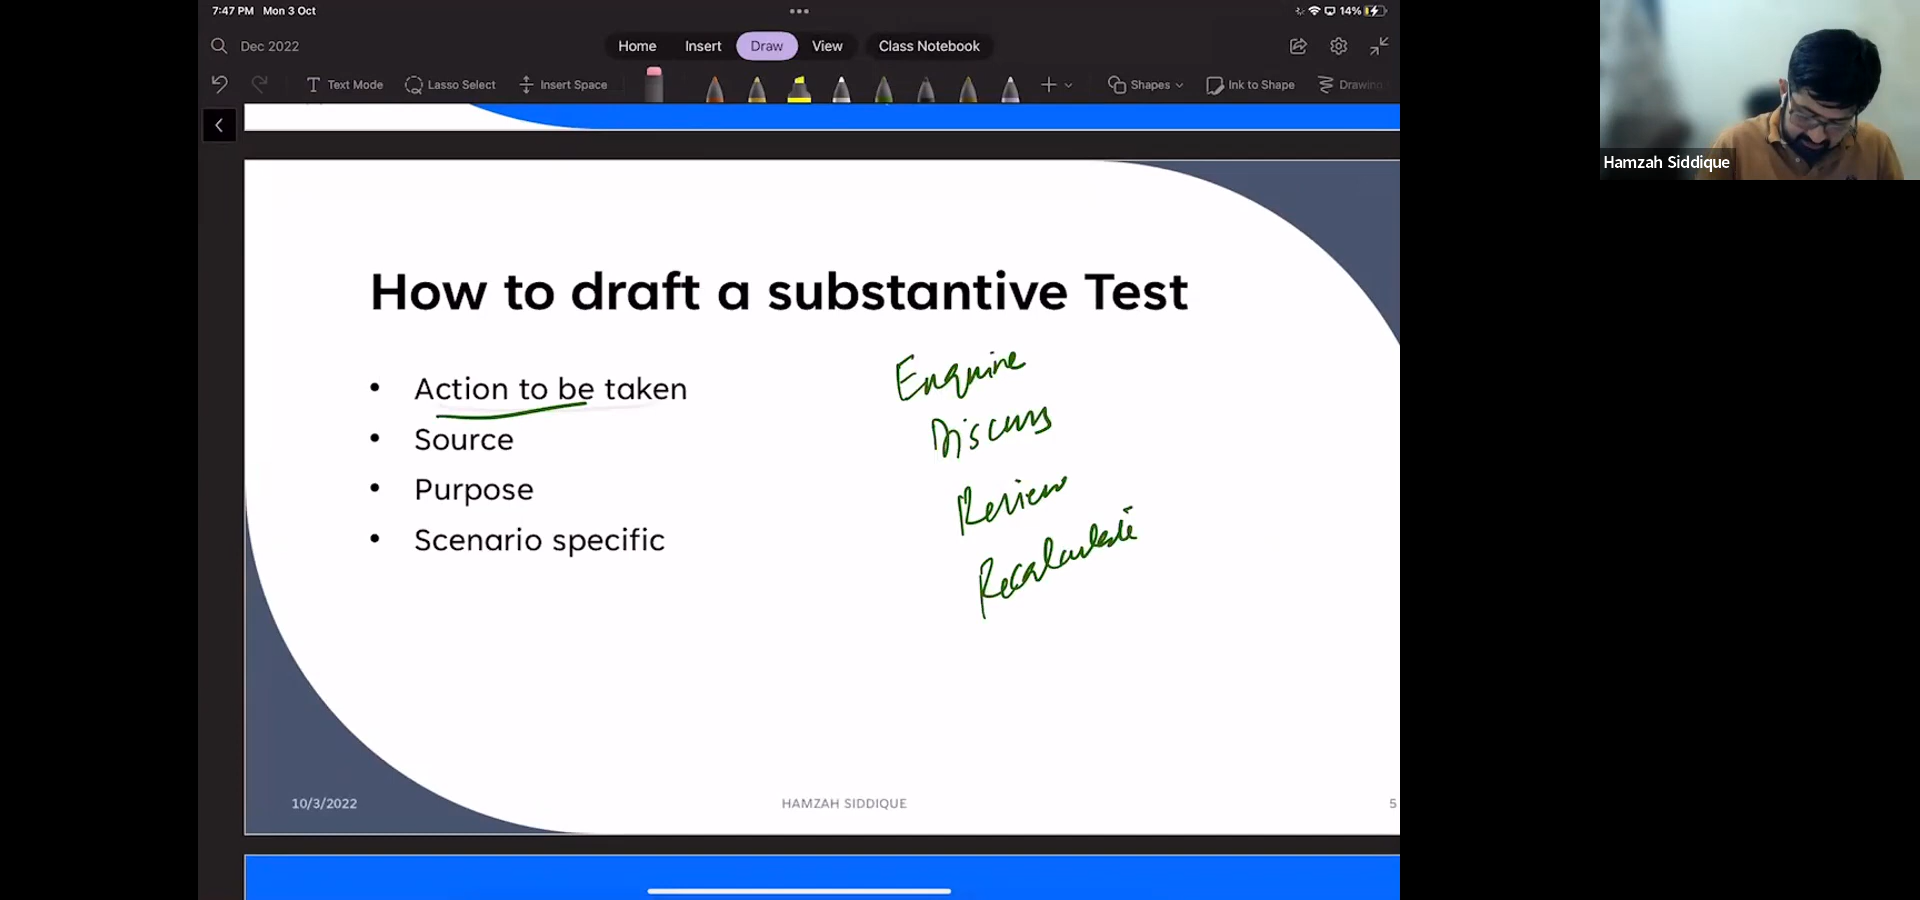 7:47 PM Mon 3 Oct
14%
Dec 2022
Home Insert Draw View Class Notebook
Text Mode Lasso Select Insert Space Shapes Ink to Shape Drawing
Hamzah Siddique
How to draft a substantive Test
• Action to be taken
• Source
• Purpose
• Scenario specific
Enquire
Discuss
Review
Recalculate
10/3/2022 HAMZAH SIDDIQUE 5